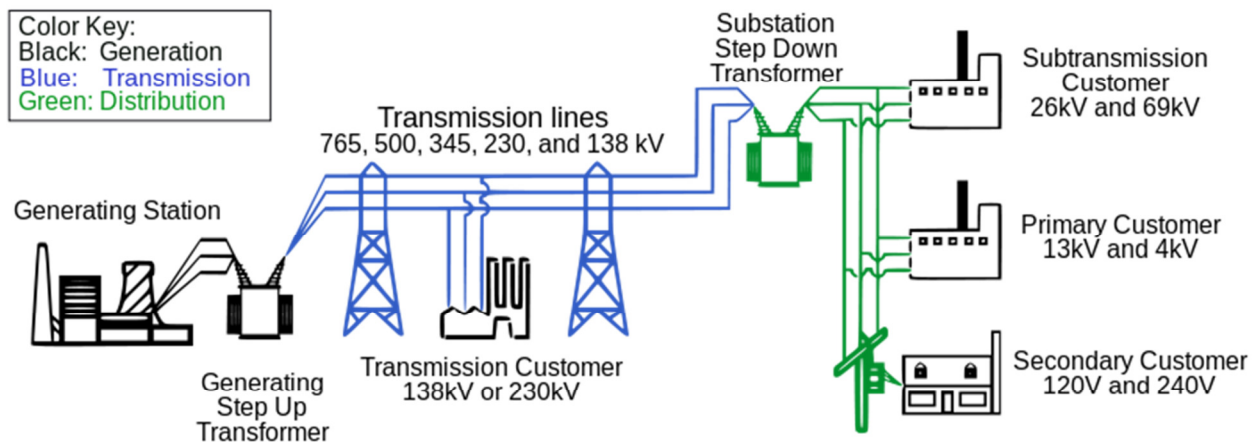 Color Key:
Black: Generation
Blue: Transmission
Green: Distribution
Generating Station
Generating
Step Up
Transformer
Transmission lines
765, 500, 345, 230, and 138 kV
Transmission Customer
138kV or 230kV
Substation
Step Down
Transformer
Subtransmission
Customer
26kV and 69kV
Primary Customer
13kV and 4kV
Secondary Customer
120V and 240V